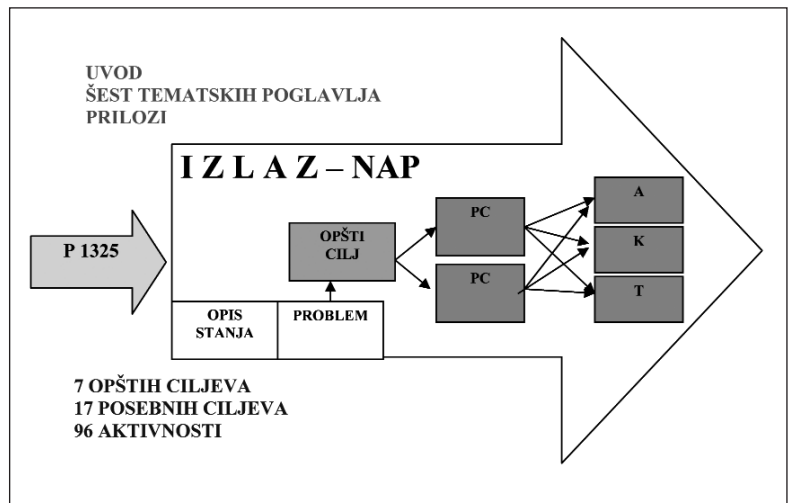 UVOD
ŠEST TEMATSKIH POGLAVLJA
PRILOZI
I Z L A Z – NAP
P 1325
OPŠTI
CILJ
PC
PC
A
K
T
OPIS
STANJA
PROBLEM
7 OPŠTIH CILJEVA
17 POSEBNIH CILJEVA
96 AKTIVNOSTI